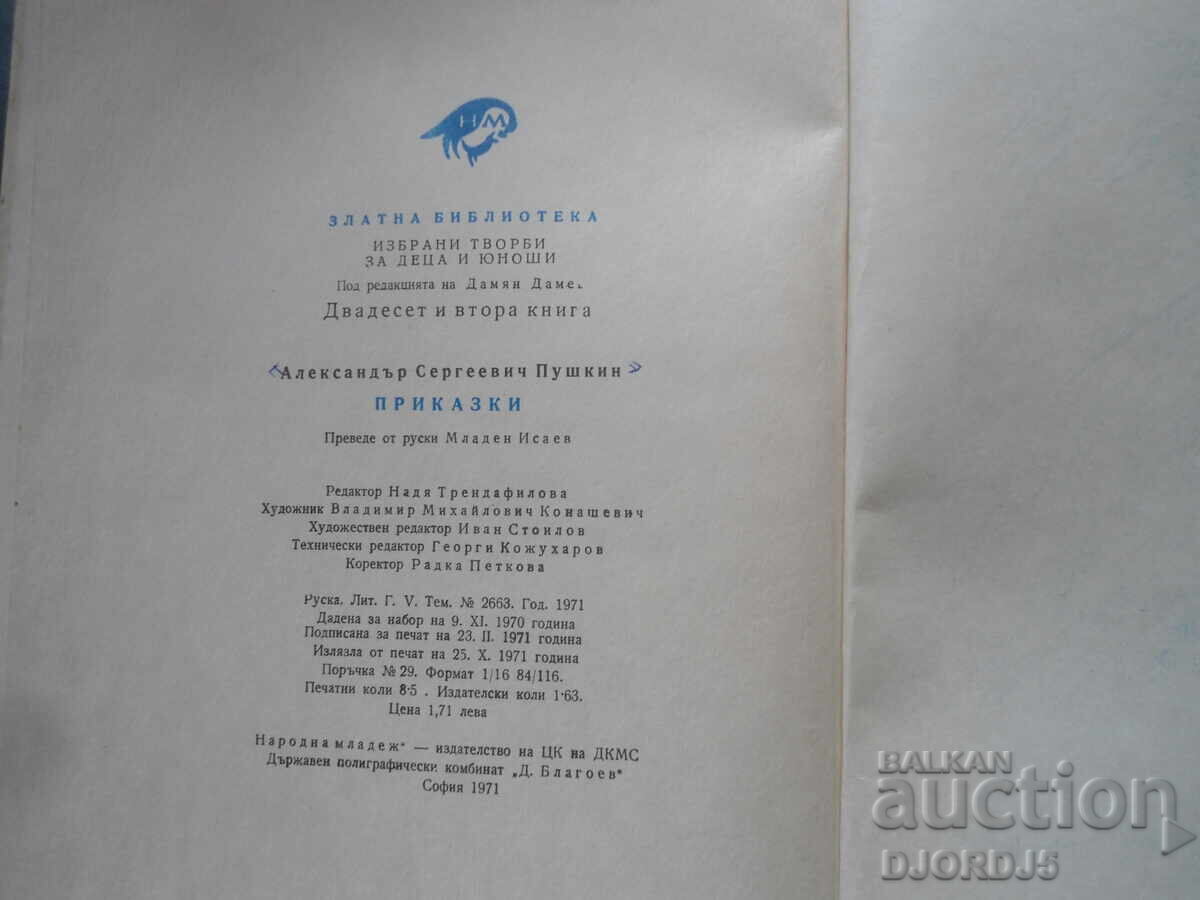 НМ
ЗЛАТНА БИБЛИОТЕКА
ИЗБРАНИ ТВОРБИ
ЗА ДЕЦА И ЮНОШИ
Под редакцията на Дамян
Двадесет и втора книга
«Александър Сергеевич Пушкин»
ПРИКАЗКИ
Преведе от руски Младен Исаев
Редактор Надя Трендафилова
Художник Владимир Михайлович Конашевич
Художествен редактор Иван Стоилов
Технически редактор Георги Кожухаров
Коректор Радка Петкова
Руска. Лит. Г. V. Тем. № 2663. Год. 1971
Дадена за набор на 9. XI. 1970 година
Подписана за печат на 23. II. 1971 година
Излязла от печат на 25. X. 1971 година
Поръчка № 29. Формат 1/16 84/116.
Печатни коли 8·5 . Издателски коли 1·63.
Цена 1,71 лева
Народна младеж“ — издателство на ЦК на ДКМС
Държавен полиграфически комбинат „Д. Благоев“
София 1971
BALKAN
auction
DJORDJ5